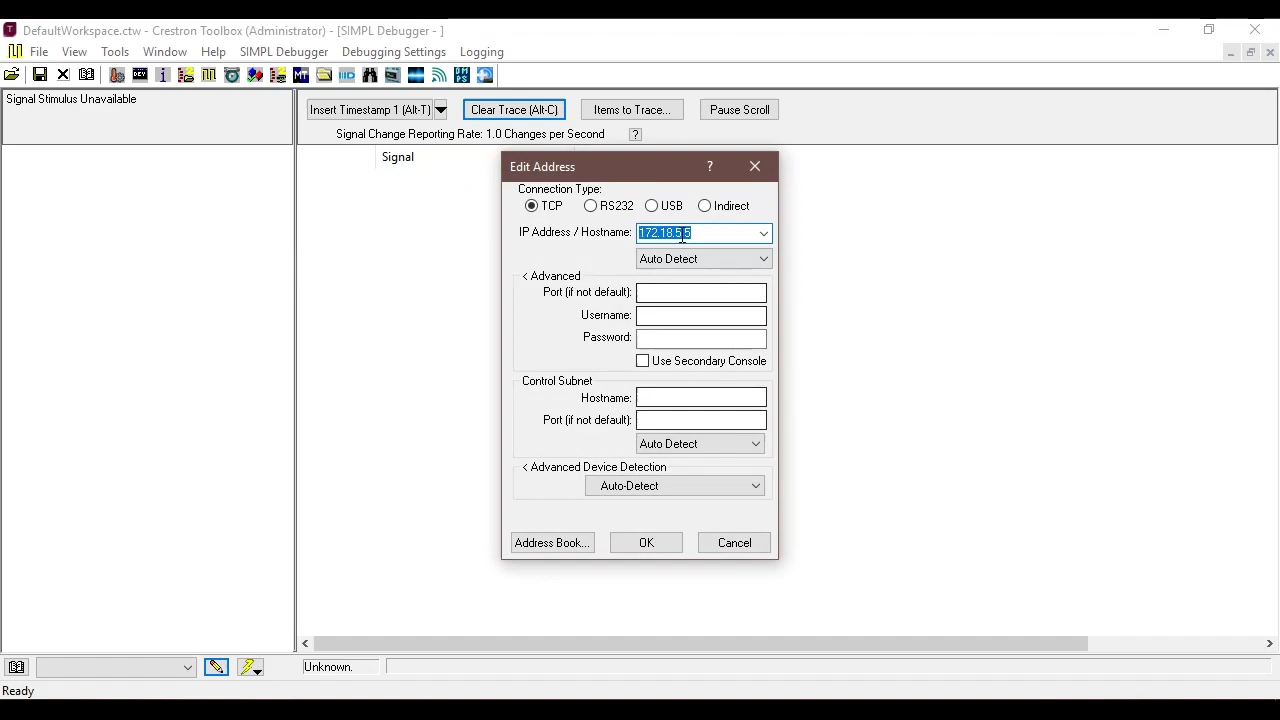 DefaultWorkspace.ctw - Crestron Toolbox (Administrator) - [SIMPL Debugger - ]
File View Tools Window Help SIMPL Debugger Debugging Settings Logging
Signal Stimulus Unavailable
Insert Timestamp 1 (Alt-T) Clear Trace (Alt-C) Items to Trace... Pause Scroll
Signal Change Reporting Rate: 1.0 Changes per Second ?
Signal
Edit Address ?
Connection Type:
TCP RS232 USB Indirect
IP Address / Hostname: 172.18.5.5
Auto Detect
< Advanced
Port (if not default):
Username:
Password:
Use Secondary Console
Control Subnet
Hostname:
Port (if not default):
Auto Detect
< Advanced Device Detection
Auto-Detect
Address Book... OK Cancel
Unknown.
Ready